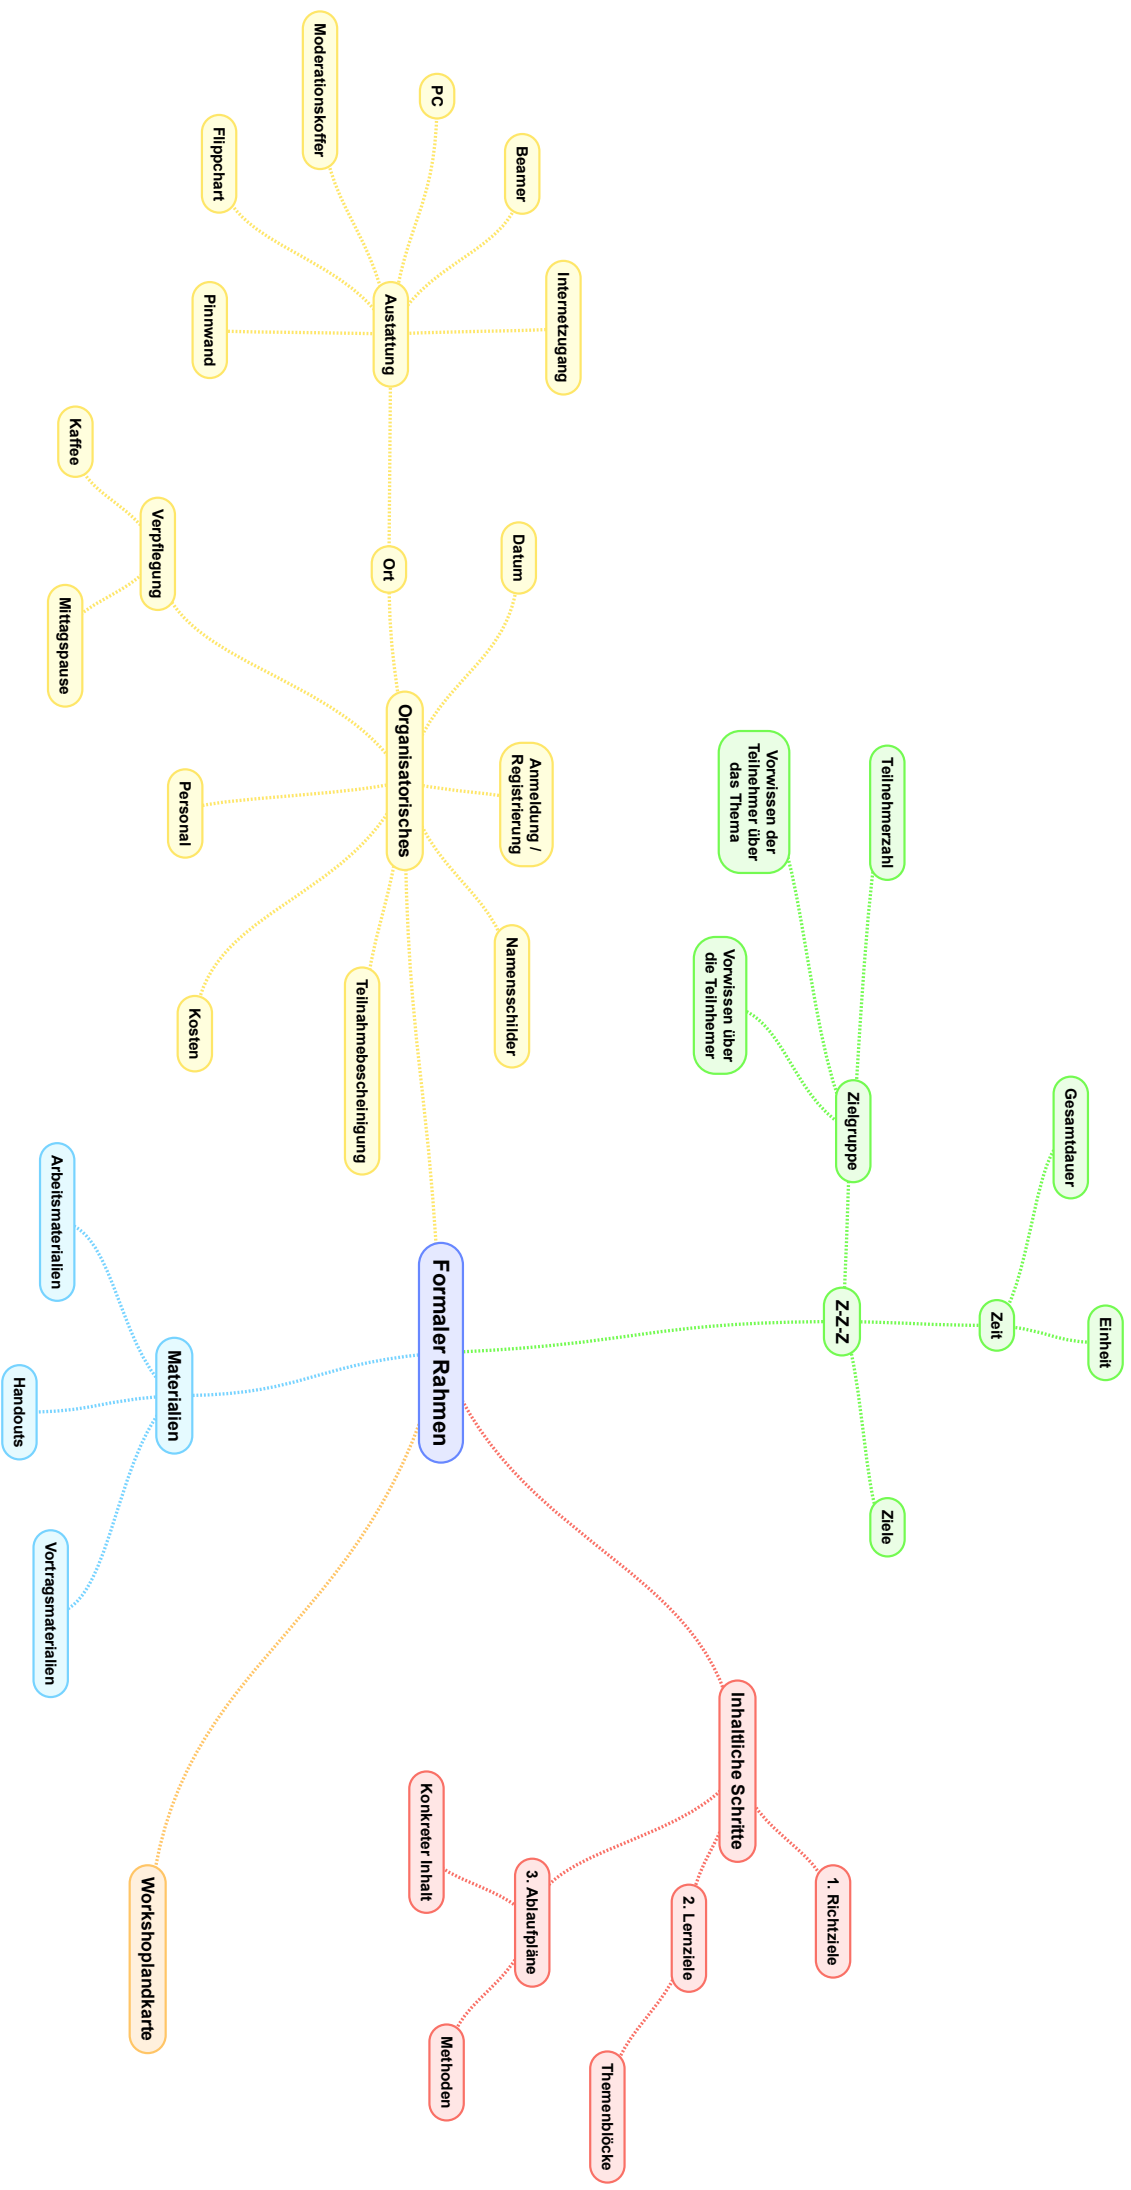 Formaler Rahmen
Z-Z-Z
Zeit
Gesamtdauer
Einheit
Zielgruppe
Teilnehmerzahl
Vorwissen der
Teilnehmer über
das Thema
Vorwissen über
die Teilnhemer
Ziele
Inhaltliche Schritte
1. Richtziele
2. Lernziele
Themenblöcke
3. Ablaufpläne
Konkreter Inhalt
Methoden
Workshoplandkarte
Materialien
Arbeitsmaterialien
Handouts
Vortragsmaterialien
Organisatorisches
Datum
Anmeldung /
Registrierung
Namensschilder
Teilnahmebescheinigung
Kosten
Personal
Verpflegung
Kaffee
Mittagspause
Ort
Austattung
Internetzugang
Beamer
PC
Moderationskoffer
Flippchart
Pinnwand